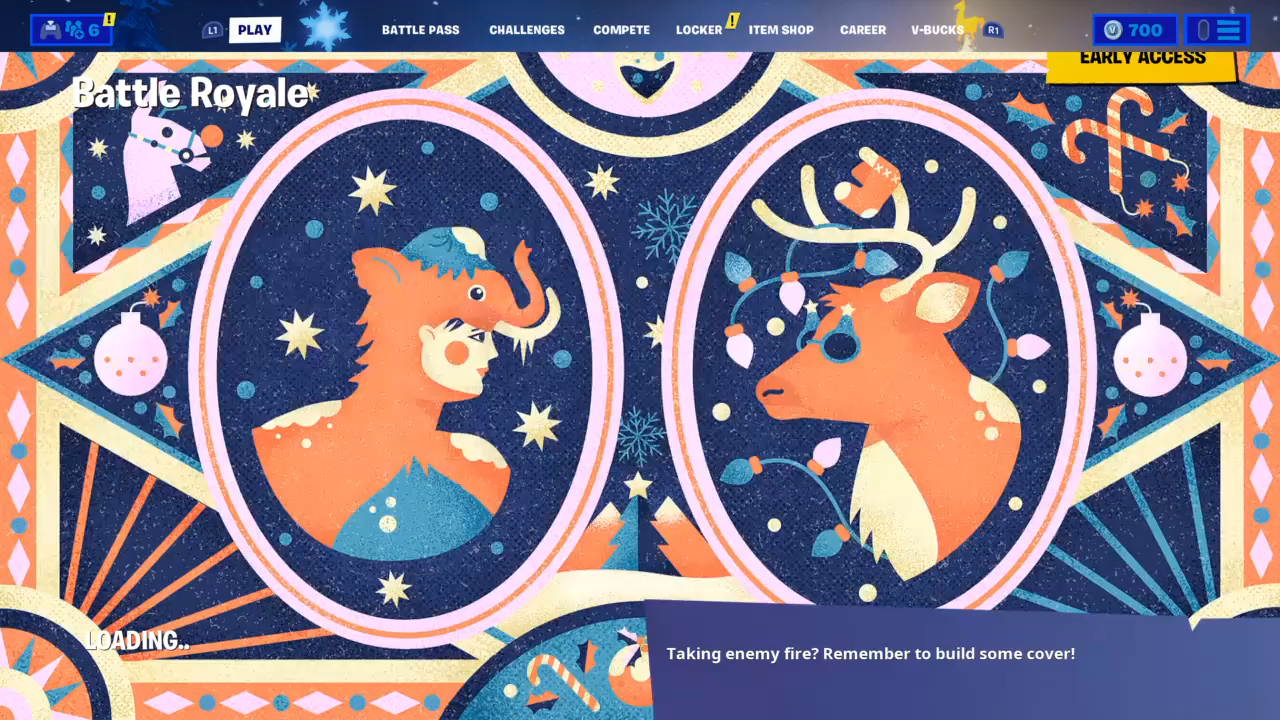 6
!
L1
PLAY
BATTLE PASS
CHALLENGES
COMPETE
LOCKER
!
ITEM SHOP
CAREER
V-BUCKS
R1
V
700
EARLY ACCESS
Battle Royale
LOADING..
Taking enemy fire? Remember to build some cover!